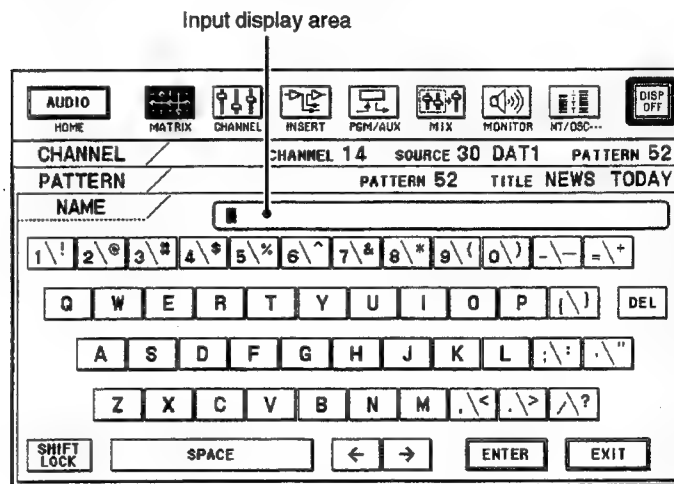 Input display area
AUDIO
HOME MATRIX CHANNEL INSERT PGM/AUX MIX MONITOR NT/OSC--- DISP OFF
CHANNEL CHANNEL 14 SOURCE 30 DAT1 PATTERN 52
PATTERN PATTERN 52 TITLE NEWS TODAY
NAME
1\! 2\@ 3\# 4\$ 5\% 6\^ 7\& 8\* 9\( 0\) -\— =\+
Q W E R T Y U I O P {\} DEL
A S D F G H J K L ;\: '\"
Z X C V B N M ,\< .\> /\?
SHIFT LOCK SPACE ← → ENTER EXIT